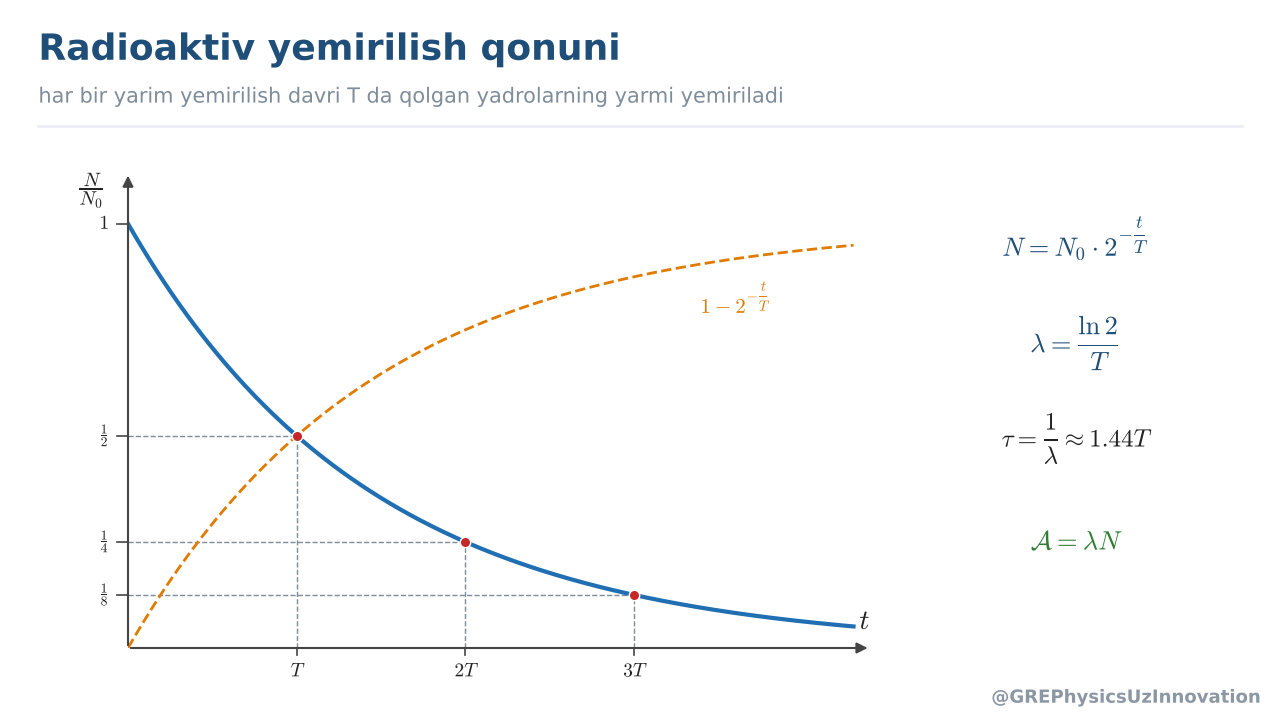 Radioaktiv yemirilish qonuni
har bir yarim yemirilish davri T da qolgan yadrolarning yarmi yemiriladi
N/N₀
1
1/2
1/4
1/8
T
2T
3T
t
1 − 2^(−t/T)
N = N₀ · 2^(−t/T)
λ = ln 2/T
τ = 1/λ ≈ 1.44T
𝒜 = λN
@GREPhysicsUzInnovation